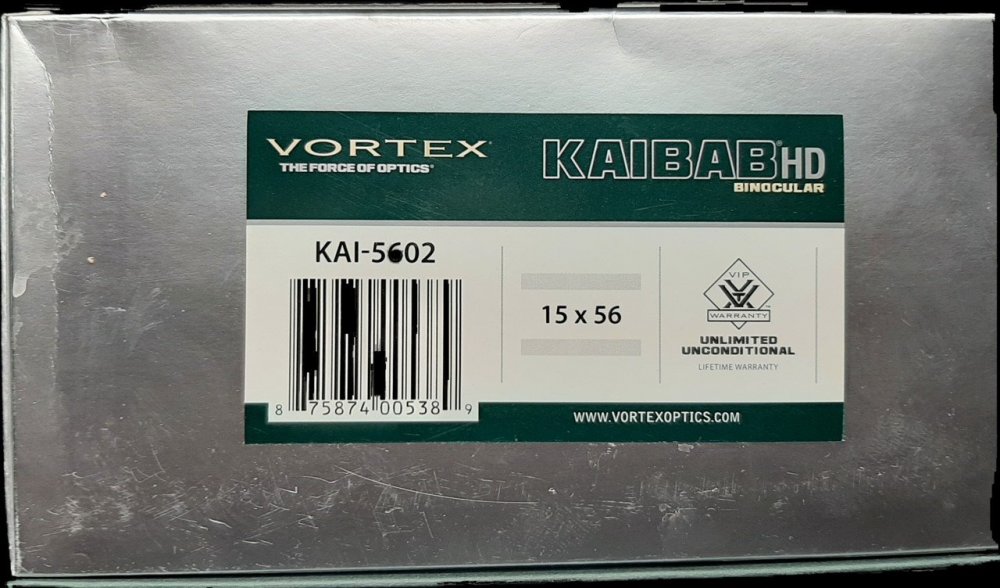 VORTEX®
THE FORCE OF OPTICS®
KAIBAB® HD
BINOCULAR
KAI-5602
8 75874 00538 9
15 x 56
VIP
WARRANTY™
UNLIMITED
UNCONDITIONAL
LIFETIME WARRANTY
WWW.VORTEXOPTICS.COM